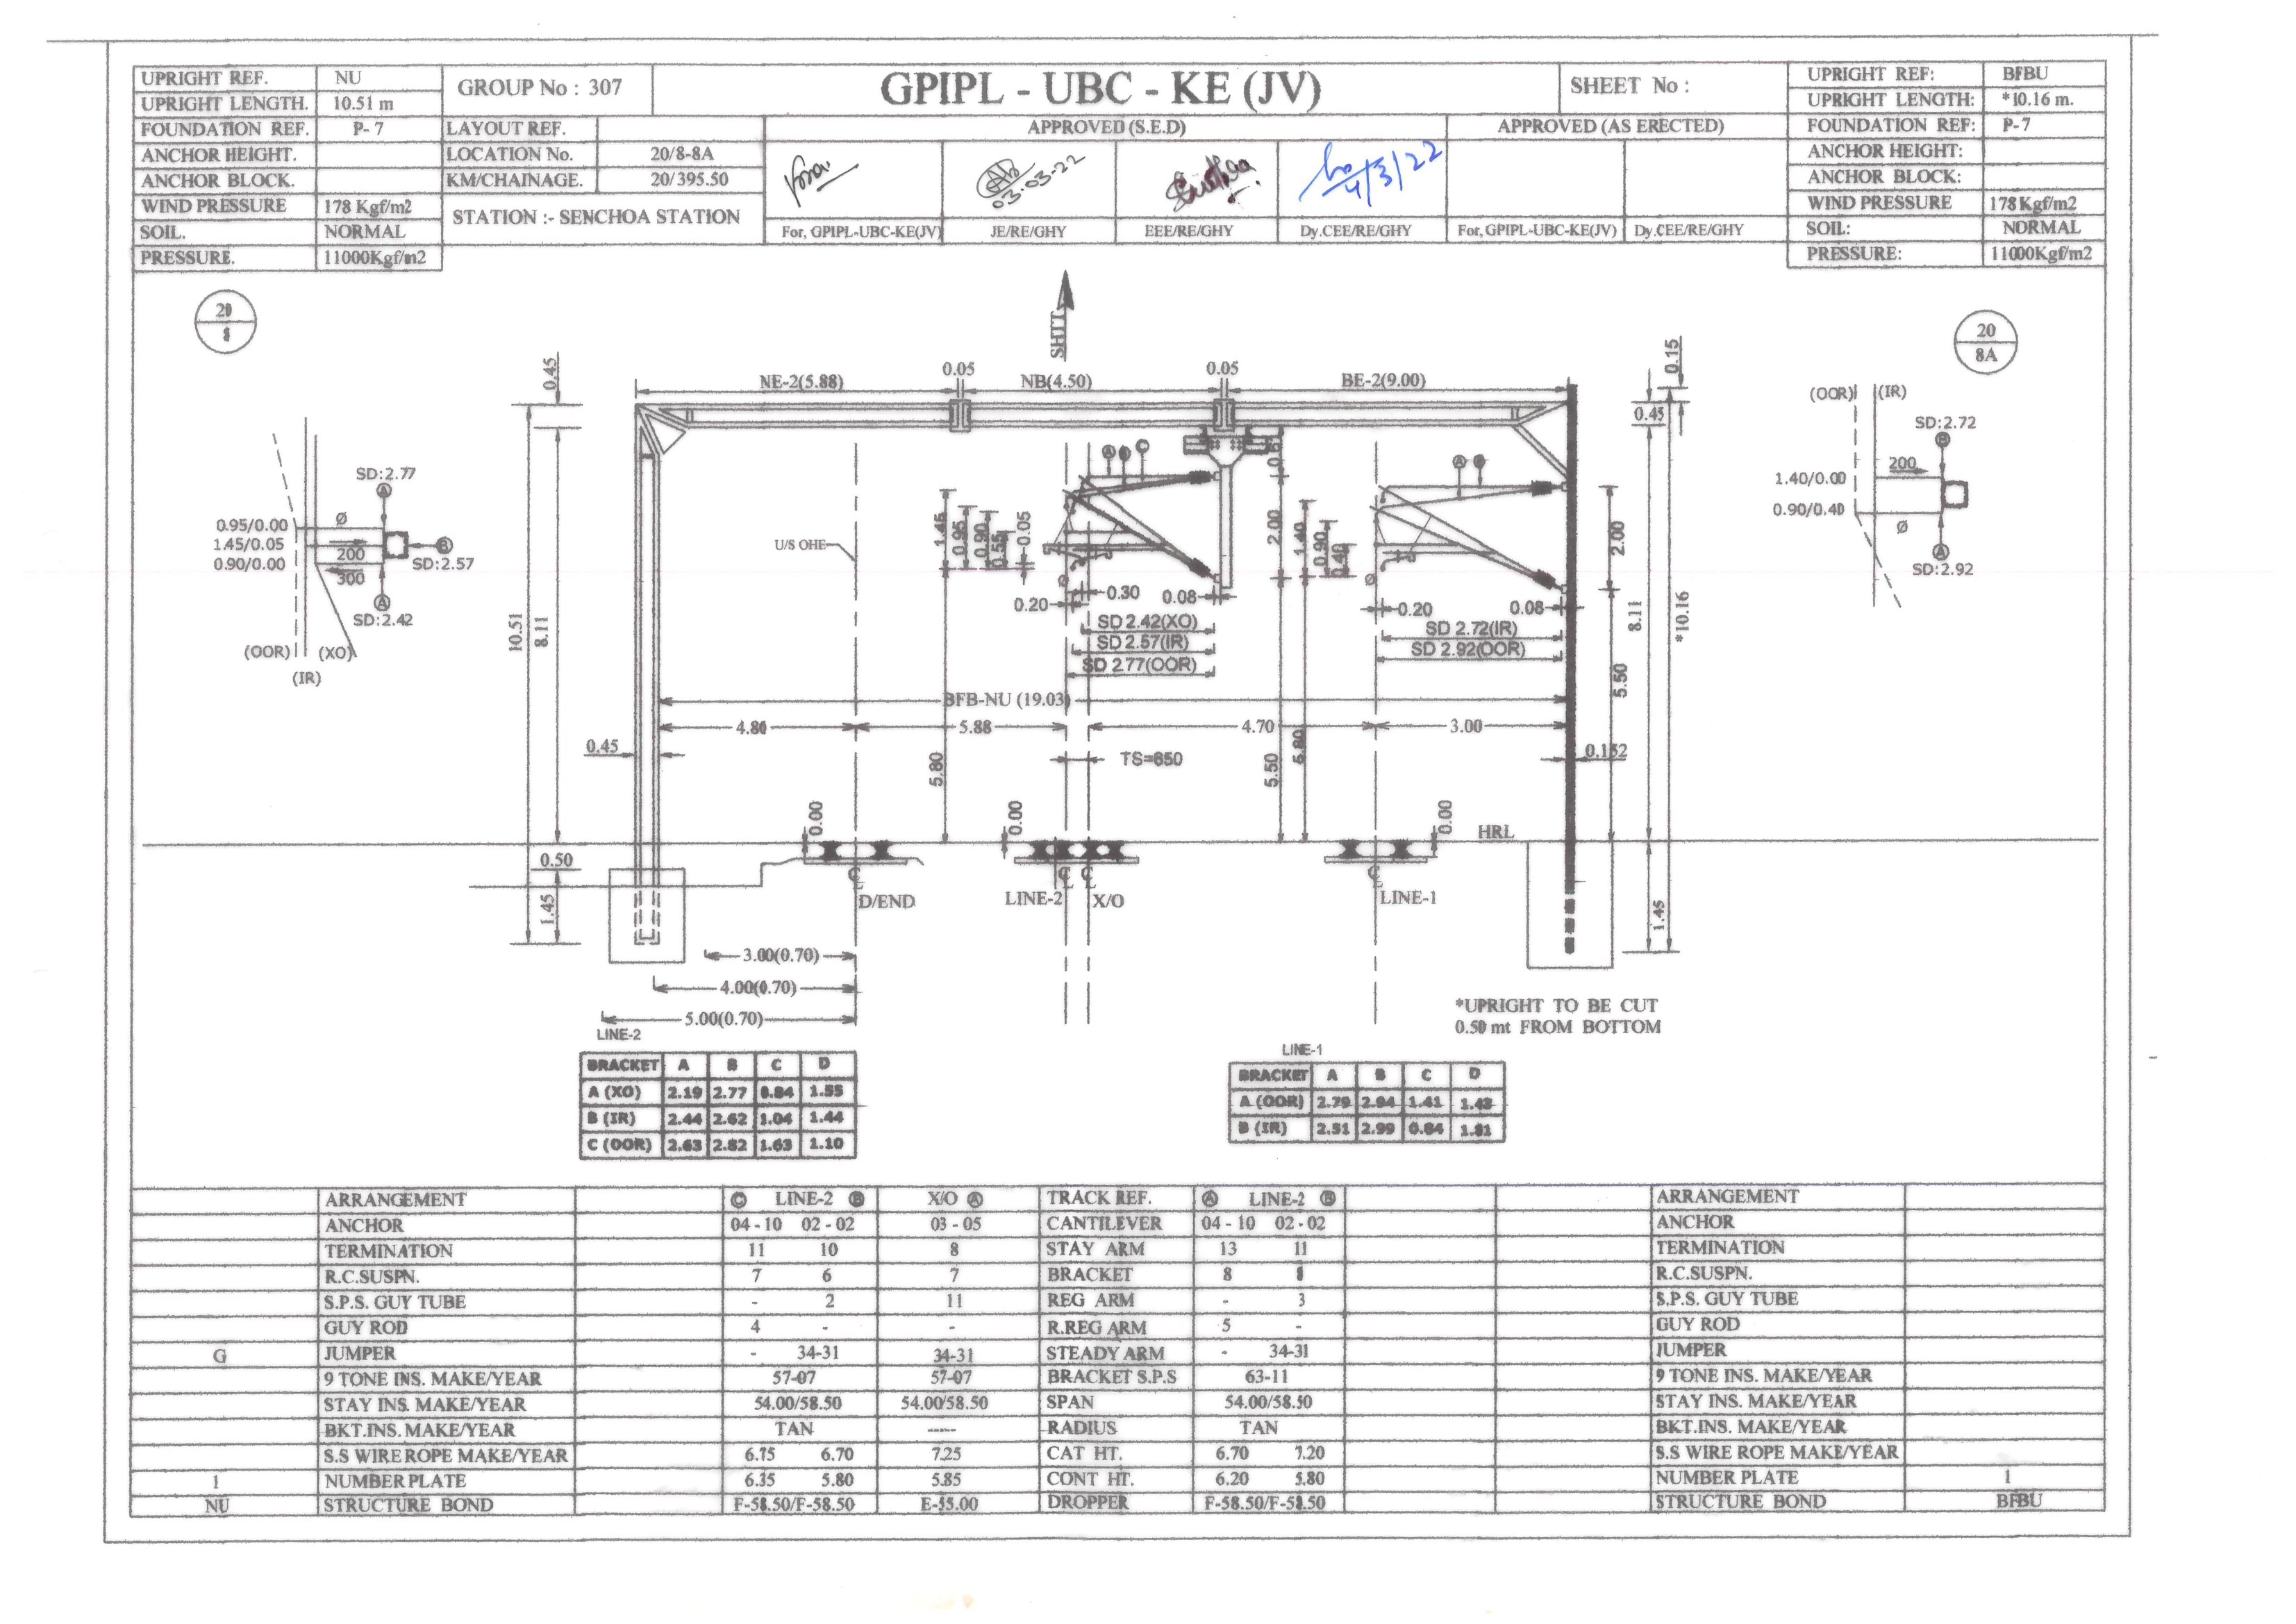 UPRIGHT REF. NU
UPRIGHT LENGTH. 10.51 m
FOUNDATION REF. P- 7
ANCHOR HEIGHT.
ANCHOR BLOCK.
WIND PRESSURE 178 Kgf/m2
SOIL. NORMAL
PRESSURE. 11000Kgf/m2
GROUP No : 307
LAYOUT REF.
LOCATION No. 20/8-8A
KM/CHAINAGE. 20/395.50
STATION :- SENCHOA STATION
GPIPL - UBC - KE (JV)
SHEET No :
APPROVED (S.E.D)
APPROVED (AS ERECTED)
03-03-22
4/3/22
For, GPIPL-UBC-KE(JV) JE/RE/GHY EEE/RE/GHY Dy.CEE/RE/GHY For, GPIPL-UBC-KE(JV) Dy.CEE/RE/GHY
UPRIGHT REF: BFBU
UPRIGHT LENGTH: *10.16 m.
FOUNDATION REF: P-7
ANCHOR HEIGHT:
ANCHOR BLOCK:
WIND PRESSURE 178Kgf/m2
SOIL: NORMAL
PRESSURE: 11000Kgf/m2
20
8
SHTT
20
8A
0.45
NE-2(5.88)
0.05
NB(4.50)
0.05
BE-2(9.00)
0.15
0.45
(OOR) (IR)
SD:2.72
B
200
1.40/0.00
0.90/0.40
Ø
A
SD:2.92
SD:2.77
A
0.95/0.00 Ø
1.45/0.05
0.90/0.00
200
300
B
SD:2.57
A
SD:2.42
(OOR) (XO)
(IR)
10.51
8.11
U/S OHE
A C
A
1.45
0.95
0.90
0.55
0.05
2.00
1.40
0.90
0.40
2.00
Ø
Ø
0.20 0.30 0.08
SD 2.42(XO)
SD 2.57(IR)
SD 2.77(OOR)
0.20 0.08
SD 2.72(IR)
SD 2.92(OOR)
8.11
*10.16
5.50
BFB-NU (19.03)
4.80 5.88 4.70 3.00
0.45
TS=650
0.152
5.80
5.50
5.80
0.00
0.00
0.00
HRL
0.50
1.45
1.45
D/END
LINE-2
X/O
LINE-1
3.00(0.70)
4.00(0.70)
5.00(0.70)
*UPRIGHT TO BE CUT
0.50 mt FROM BOTTOM
LINE-2
BRACKET A B C D
A (XO) 2.19 2.77 0.84 1.55
B (IR) 2.44 2.62 1.04 1.44
C (OOR) 2.63 2.82 1.63 1.10
LINE-1
BRACKET A B C D
A (OOR) 2.79 2.94 1.41 1.43
B (IR) 2.51 2.99 0.84 1.81
ARRANGEMENT C LINE-2 B X/O A TRACK REF. A LINE-2 B ARRANGEMENT
ANCHOR 04 - 10 02 - 02 03 - 05 CANTILEVER 04 - 10 02 - 02 ANCHOR
TERMINATION 11 10 8 STAY ARM 13 11 TERMINATION
R.C.SUSPN. 7 6 7 BRACKET 8 8 R.C.SUSPN.
S.P.S. GUY TUBE - 2 11 REG ARM - 3 S.P.S. GUY TUBE
GUY ROD 4 - - R.REG ARM 5 - GUY ROD
G JUMPER - 34-31 34-31 STEADY ARM - 34-31 JUMPER
9 TONE INS. MAKE/YEAR 57-07 57-07 BRACKET S.P.S 63-11 9 TONE INS. MAKE/YEAR
STAY INS. MAKE/YEAR 54.00/58.50 54.00/58.50 SPAN 54.00/58.50 STAY INS. MAKE/YEAR
BKT.INS. MAKE/YEAR TAN ----- RADIUS TAN BKT.INS. MAKE/YEAR
S.S WIRE ROPE MAKE/YEAR 6.75 6.70 7.25 CAT HT. 6.70 7.20 S.S WIRE ROPE MAKE/YEAR
1 NUMBER PLATE 6.35 5.80 5.85 CONT HT. 6.20 5.80 NUMBER PLATE 1
NU STRUCTURE BOND F-58.50/F-58.50 E-55.00 DROPPER F-58.50/F-58.50 STRUCTURE BOND BFBU